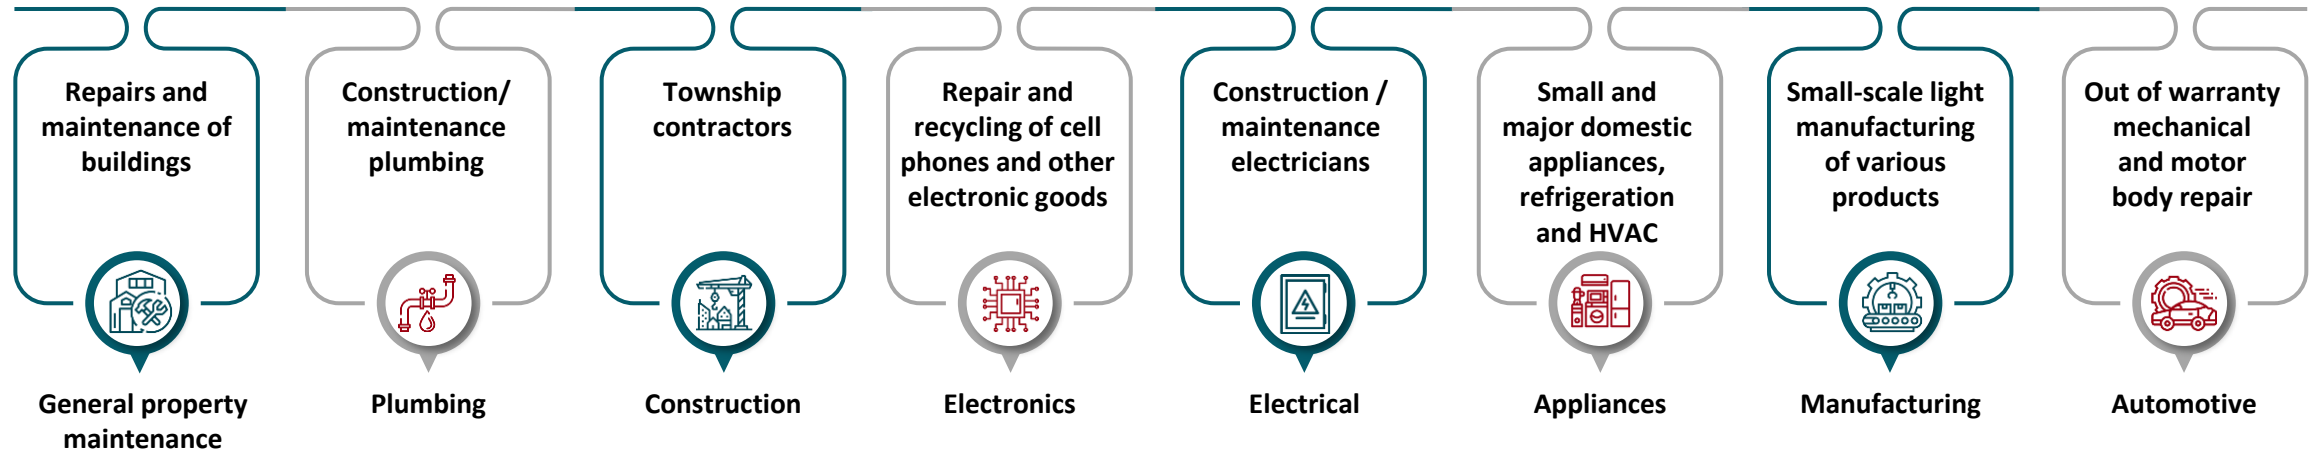 Repairs and
maintenance of
buildings
General property
maintenance
Construction/
maintenance
plumbing
Plumbing
Township
contractors
Construction
Repair and
recycling of cell
phones and other
electronic goods
Electronics
Construction /
maintenance
electricians
Electrical
Small and
major domestic
appliances,
refrigeration
and HVAC
Appliances
Small-scale light
manufacturing
of various
products
Manufacturing
Out of warranty
mechanical
and motor
body repair
Automotive